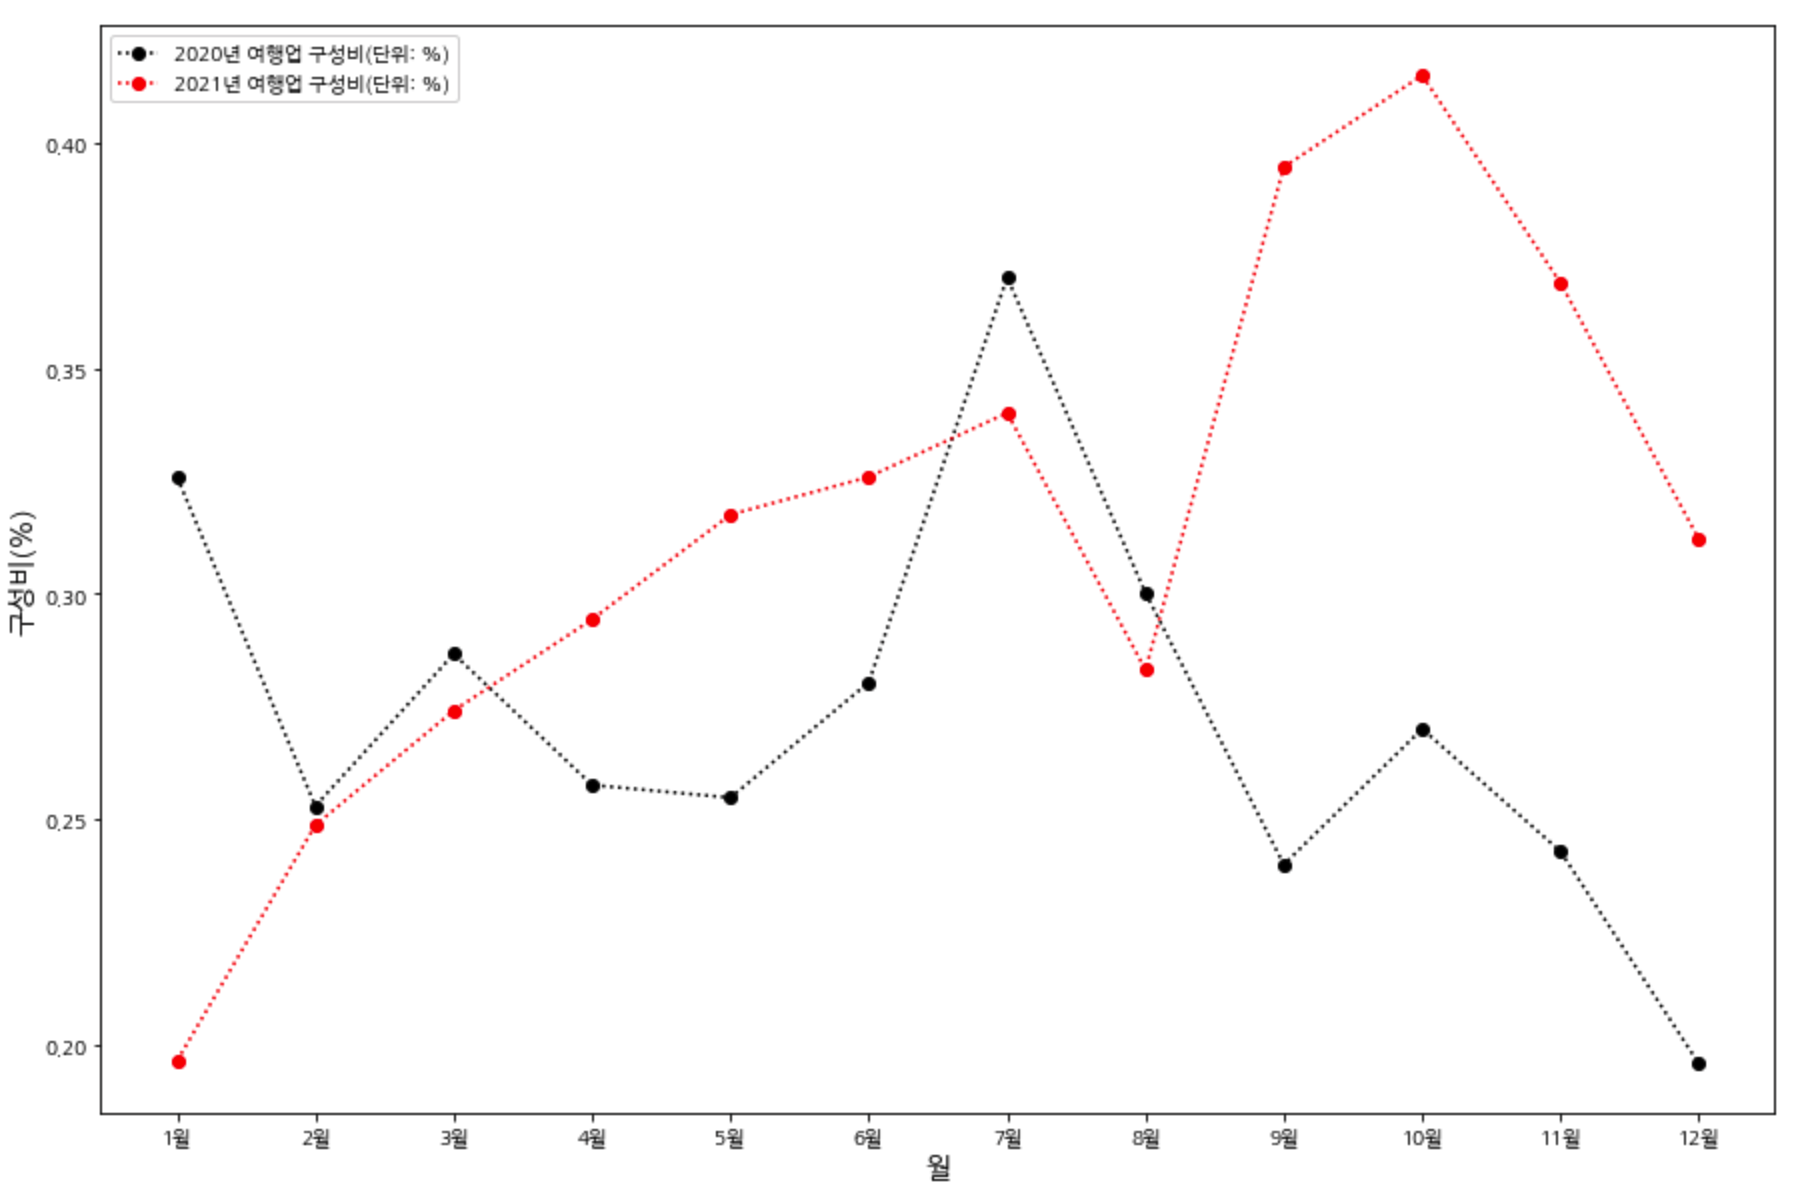 2020년 여행업 구성비(단위: %)
2021년 여행업 구성비(단위: %)
0.40
0.35
0.30
0.25
0.20
구성비(%)
1월 2월 3월 4월 5월 6월 7월 8월 9월 10월 11월 12월
월